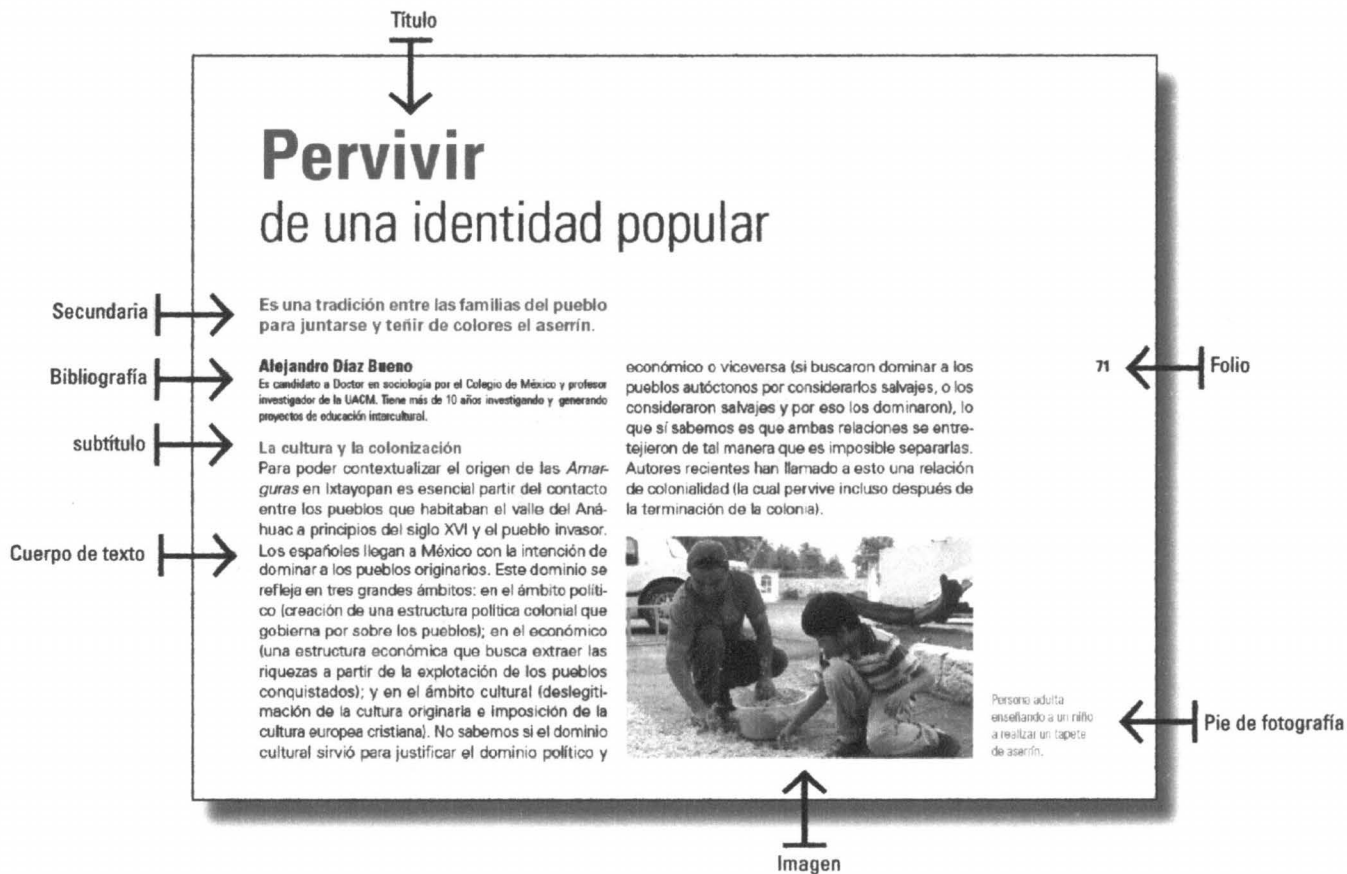 Título
Pervivir
de una identidad popular
Secundaria
Es una tradición entre las familias del pueblo
para juntarse y teñir de colores el aserrín.
Bibliografía
Alejandro Díaz Bueno
Es candidato a Doctor en sociología por el Colegio de México y profesor
investigador de la UACM. Tiene más de 10 años investigando y generando
proyectos de educación intercultural.
subtítulo
La cultura y la colonización
Cuerpo de texto
Para poder contextualizar el origen de las Amar-
guras en Ixtayopan es esencial partir del contacto
entre los pueblos que habitaban el valle del Aná-
huac a principios del siglo XVI y el pueblo invasor.
Los españoles llegan a México con la intención de
dominar a los pueblos originarios. Este dominio se
refleja en tres grandes ámbitos: en el ámbito políti-
co (creación de una estructura política colonial que
gobierna por sobre los pueblos); en el económico
(una estructura económica que busca extraer las
riquezas a partir de la explotación de los pueblos
conquistados); y en el ámbito cultural (deslegiti-
mación de la cultura originaria e imposición de la
cultura europea cristiana). No sabemos si el dominio
cultural sirvió para justificar el dominio político y
económico o viceversa (si buscaron dominar a los
pueblos autóctonos por considerarlos salvajes, o los
consideraron salvajes y por eso los dominaron), lo
que sí sabemos es que ambas relaciones se entre-
tejieron de tal manera que es imposible separarlas.
Autores recientes han llamado a esto una relación
de colonialidad (la cual pervive incluso después de
la terminación de la colonia).
71
Folio
Persona adulta
enseñando a un niño
a realizar un tapete
de aserrín.
Pie de fotografía
Imagen